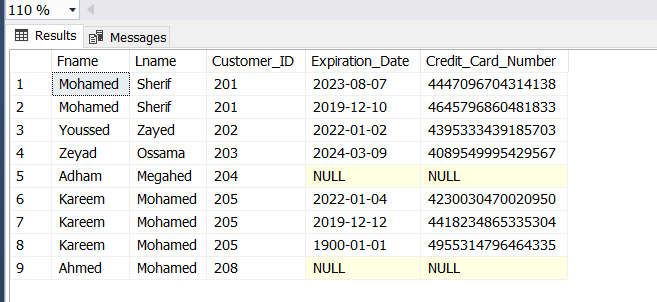 110 %
Results Messages
Fname Lname Customer_ID Expiration_Date Credit_Card_Number
1 Mohamed Sherif 201 2023-08-07 4447096704314138
2 Mohamed Sherif 201 2019-12-10 4645796860481833
3 Youssed Zayed 202 2022-01-02 4395333439185703
4 Zeyad Ossama 203 2024-03-09 4089549995429567
5 Adham Megahed 204 NULL NULL
6 Kareem Mohamed 205 2022-01-04 4230030470020950
7 Kareem Mohamed 205 2019-12-12 4418234865335304
8 Kareem Mohamed 205 1900-01-01 4955314796464335
9 Ahmed Mohamed 208 NULL NULL